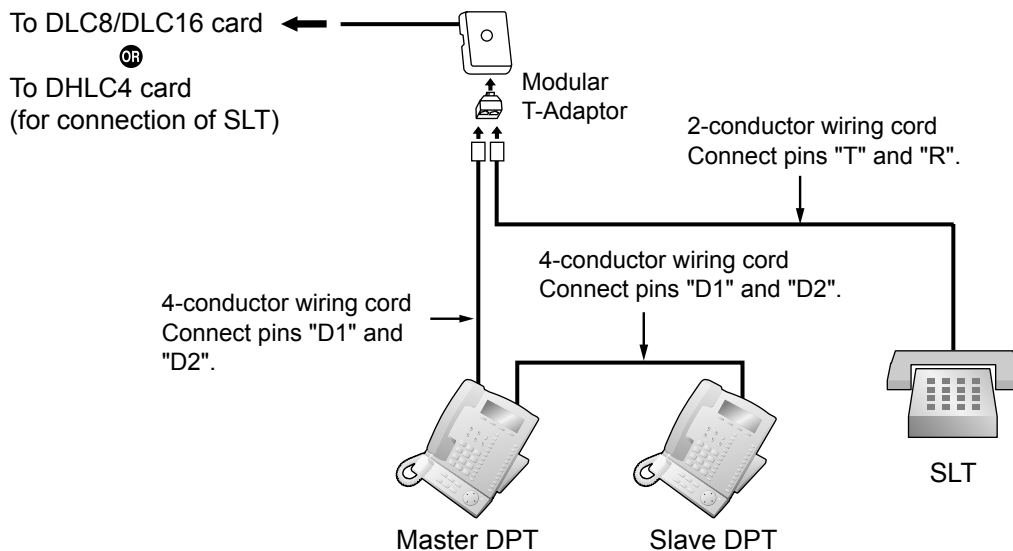 To DLC8/DLC16 card
OR
To DHLC4 card
(for connection of SLT)
Modular
T-Adaptor
2-conductor wiring cord
Connect pins "T" and "R".
4-conductor wiring cord
Connect pins "D1" and "D2".
4-conductor wiring cord
Connect pins "D1" and
"D2".
SLT
Master DPT
Slave DPT